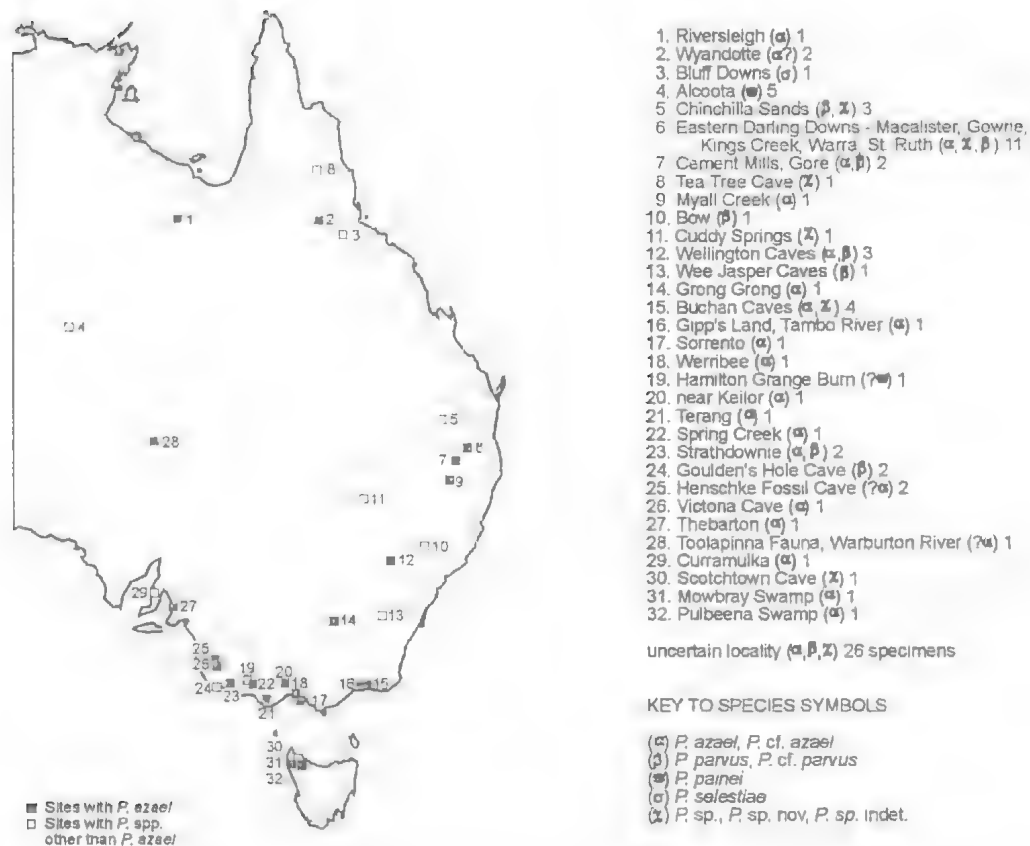 1. Riversleigh (α) 1
2. Wyandotte (α?) 2
3. Bluff Downs (σ) 1
4. Alcoota (■) 5
5 Chinchilla Sands (β, χ) 3
6 Eastern Darling Downs - Macalister, Gowrie,
Kings Creek, Warra, St. Ruth (α, χ, β) 11
7 Cement Mills, Gore (α, β) 2
8 Tea Tree Cave (χ) 1
9 Myall Creek (α) 1
10. Bow (β) 1
11. Cuddy Springs (χ) 1
12. Wellington Caves (α, β) 3
13. Wee Jasper Caves (β) 1
14. Grong Grong (α) 1
15. Buchan Caves (α, χ) 4
16. Gipp's Land, Tambo River (α) 1
17. Sorrento (α) 1
18. Werribee (α) 1
19. Hamilton Grange Burn (?■) 1
20. near Keilor (α) 1
21. Terang (α) 1
22. Spring Creek (α) 1
23. Strathdownie (α, β) 2
24. Goulden's Hole Cave (β) 2
25. Henschke Fossil Cave (?α) 2
26. Victoria Cave (α) 1
27. Thebarton (α) 1
28. Toolapinna Fauna, Warburton River (?α) 1
29. Curramulka (α) 1
30. Scotchtown Cave (χ) 1
31. Mowbray Swamp (α) 1
32. Pulbeena Swamp (α) 1
uncertain locality (α, β, χ) 26 specimens
KEY TO SPECIES SYMBOLS
(α) P. azael, P. cf. azael
(β) P parvus, P. cf. parvus
(■) P. painei
(σ) P. selestiae
(χ) P. sp., P. sp. nov, P. sp. indet.
8
1
2
3
4
5
28
6
7
9
11
10
12
29
27
14
13
25
26
19
20
18
24
23
22
17
16
15
21
30
31
32
■ Sites with P. azael
□ Sites with P. spp.
other than P. azael